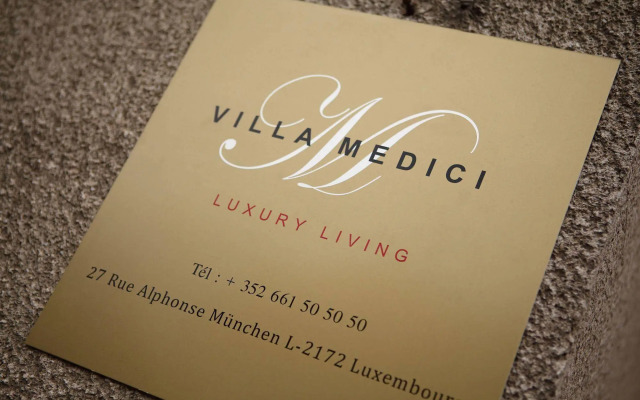 M
VILLA MEDICI
LUXURY LIVING
Tél : + 352 661 50 50 50
27 Rue Alphonse München L-2172 Luxembour